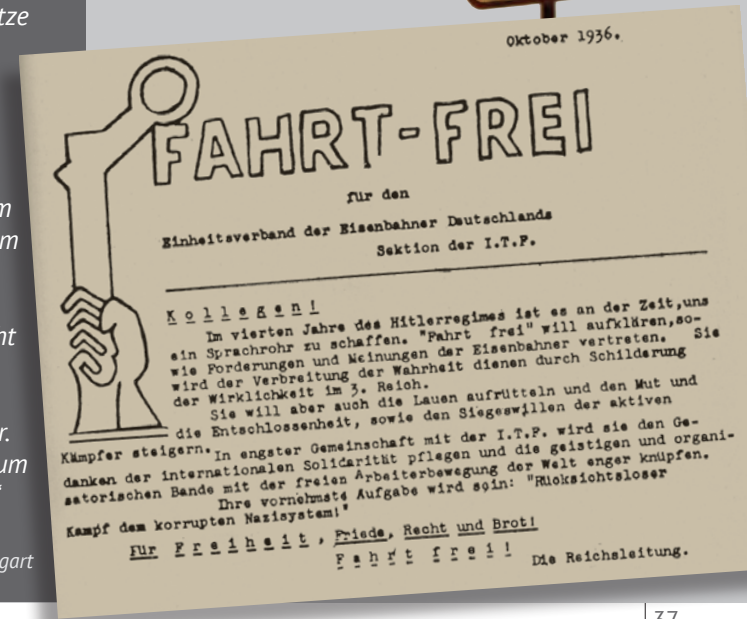 tze
m
m
nt
r.
um
gart
Oktober 1936.
FAHRT-FREI
für den
Einheitsverband der Eisenbahner Deutschlands
Sektion der I.T.F.
Kollegen!
Im vierten Jahre des Hitlerregimes ist es an der Zeit,uns
ein Sprachrohr zu schaffen. "Fahrt frei" will aufklären,so-
wie Forderungen und Meinungen der Eisenbahner vertreten. Sie
wird der Verbreitung der Wahrheit dienen durch Schilderung
der Wirklichkeit im 3. Reich.
Sie will aber auch die Lauen aufrütteln und den Mut und
die Entschlossenheit, sowie den Siegeswillen der aktiven
Kämpfer steigern.
In engster Gemeinschaft mit der I.T.F. wird sie den Ge-
danken der internationalen Solidarität pflegen und die geistigen und organi-
satorischen Bande mit der freien Arbeiterbewegung der Welt enger knüpfen.
Ihre vornehmste Aufgabe wird sein: "Rücksichtsloser
Kampf dem korrupten Nazisystem!"
Für Freiheit, Friede, Recht und Brot!
Fahrt frei!
Die Reichsleitung.
37